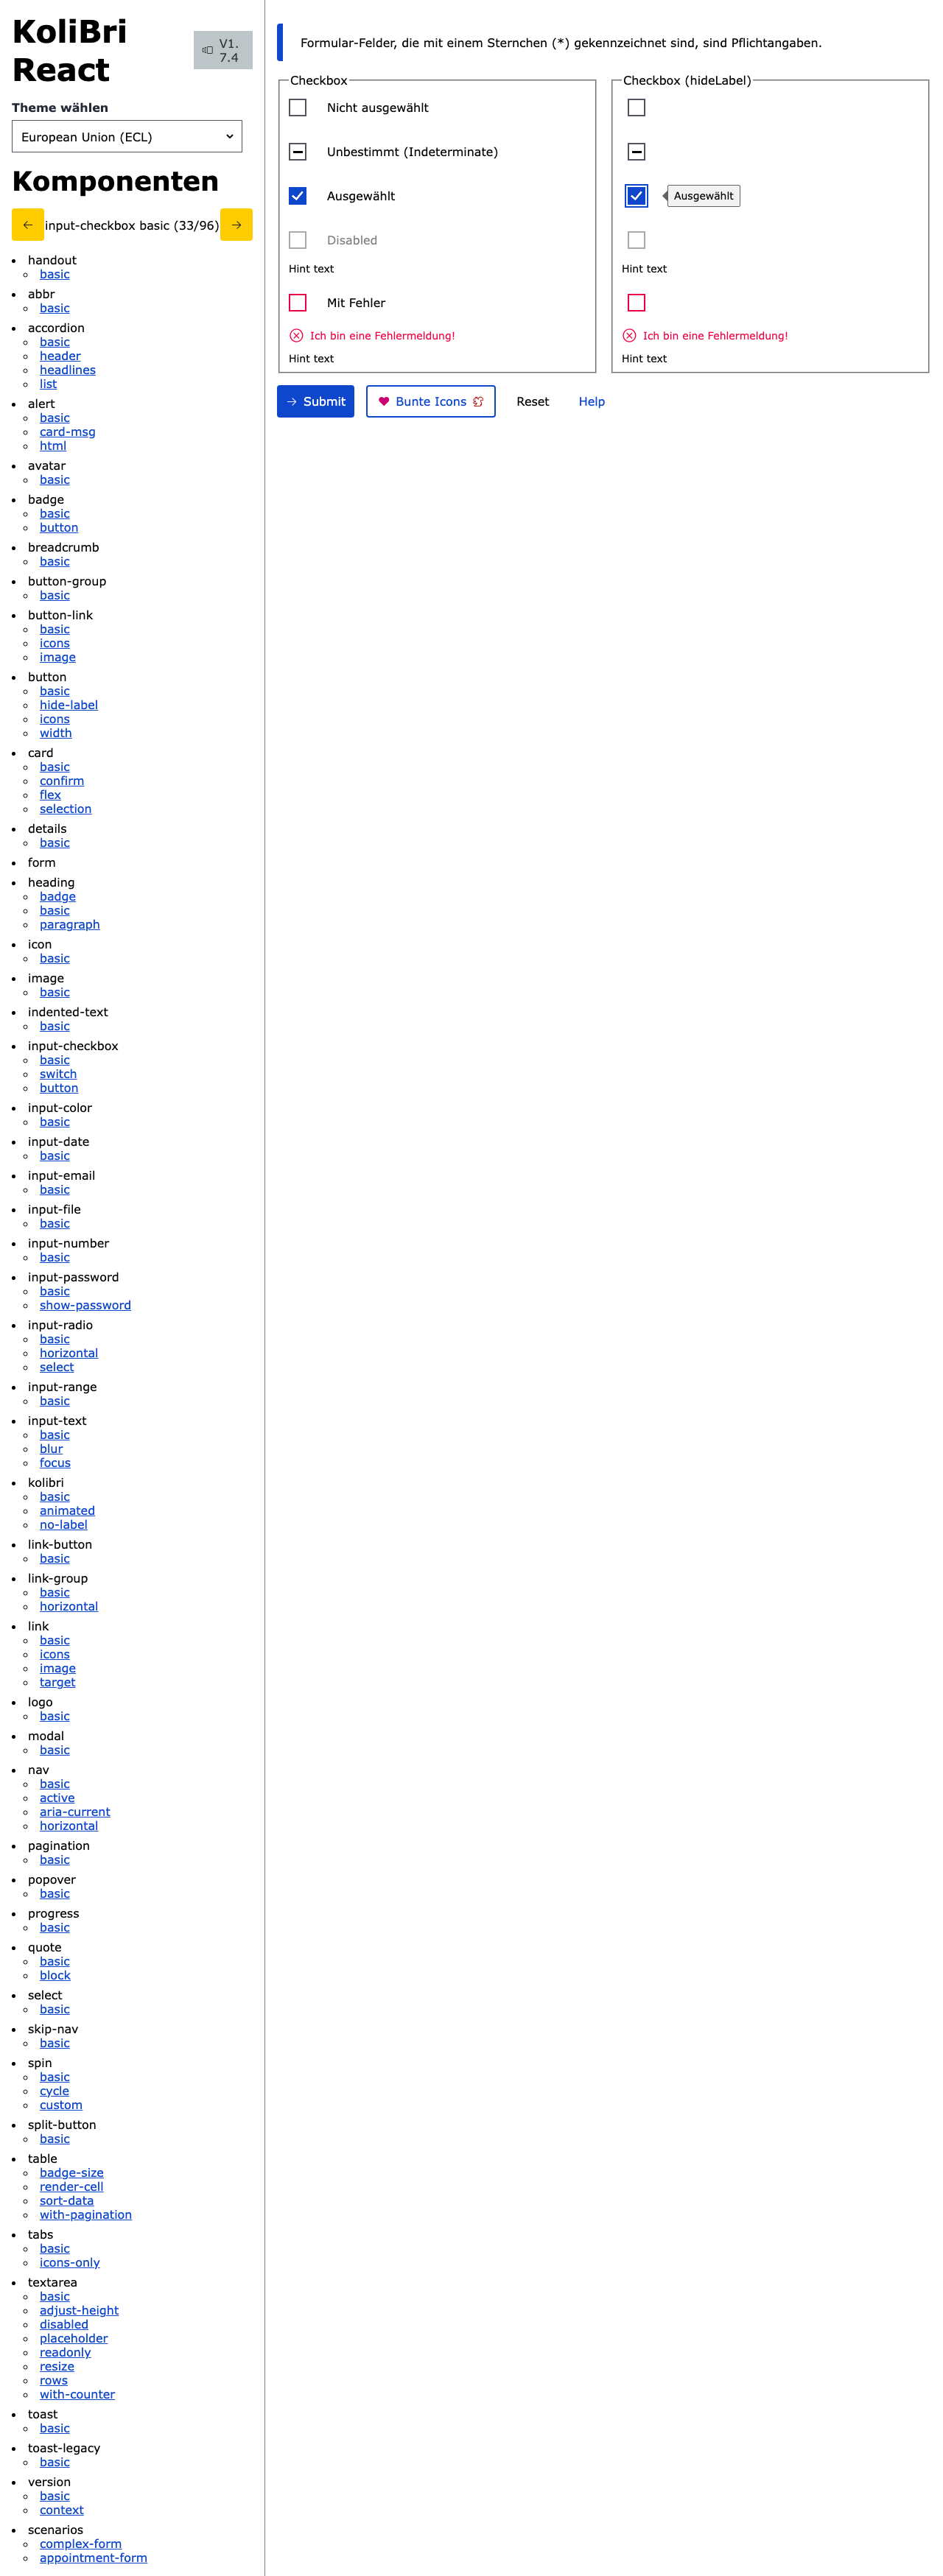 KoliBri
React
V1.
7.4
Theme wählen
European Union (ECL)
Komponenten
input-checkbox basic (33/96)
handout
basic
abbr
basic
accordion
basic
header
headlines
list
alert
basic
card-msg
html
avatar
basic
badge
basic
button
breadcrumb
basic
button-group
basic
button-link
basic
icons
image
button
basic
hide-label
icons
width
card
basic
confirm
flex
selection
details
basic
form
heading
badge
basic
paragraph
icon
basic
image
basic
indented-text
basic
input-checkbox
basic
switch
button
input-color
basic
input-date
basic
input-email
basic
input-file
basic
input-number
basic
input-password
basic
show-password
input-radio
basic
horizontal
select
input-range
basic
input-text
basic
blur
focus
kolibri
basic
animated
no-label
link-button
basic
link-group
basic
horizontal
link
basic
icons
image
target
logo
basic
modal
basic
nav
basic
active
aria-current
horizontal
pagination
basic
popover
basic
progress
basic
quote
basic
block
select
basic
skip-nav
basic
spin
basic
cycle
custom
split-button
basic
table
badge-size
render-cell
sort-data
with-pagination
tabs
basic
icons-only
textarea
basic
adjust-height
disabled
placeholder
readonly
resize
rows
with-counter
toast
basic
toast-legacy
basic
version
basic
context
scenarios
complex-form
appointment-form
Formular-Felder, die mit einem Sternchen (*) gekennzeichnet sind, sind Pflichtangaben.
Checkbox
Nicht ausgewählt
Unbestimmt (Indeterminate)
Ausgewählt
Disabled
Hint text
Mit Fehler
Ich bin eine Fehlermeldung!
Hint text
Checkbox (hideLabel)
Ausgewählt
Hint text
Ich bin eine Fehlermeldung!
Hint text
Submit
Bunte Icons
Reset
Help